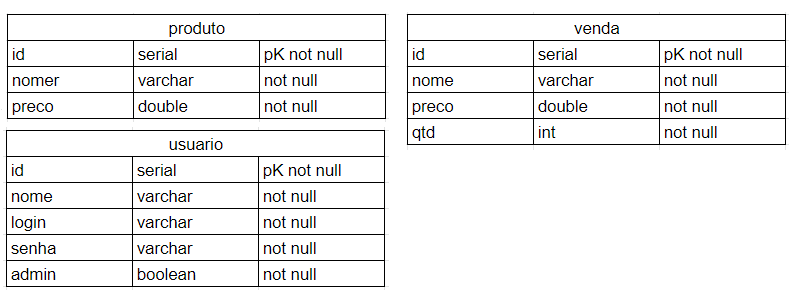 produto
id serial pK not null
nomer varchar not null
preco double not null
usuario
id serial pK not null
nome varchar not null
login varchar not null
senha varchar not null
admin boolean not null
venda
id serial pK not null
nome varchar not null
preco double not null
qtd int not null